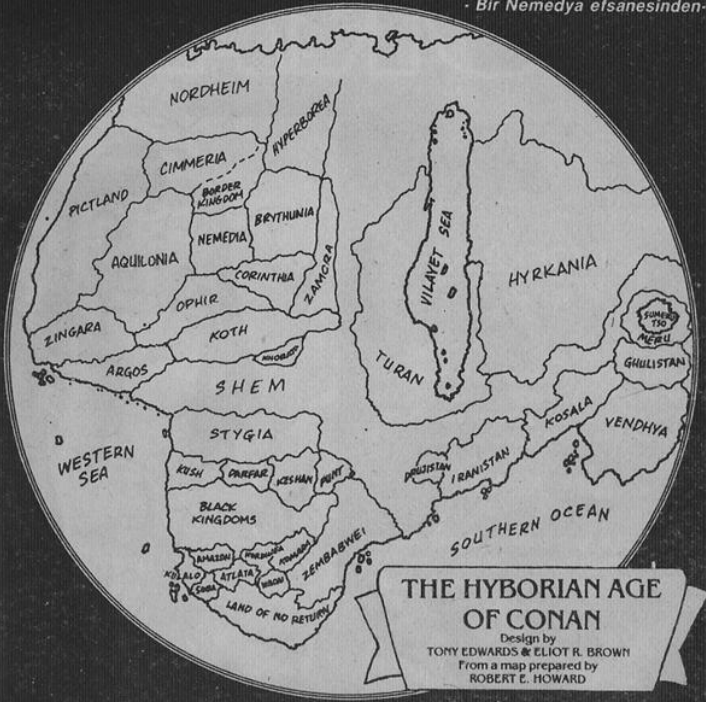 - Bir Nemedya efsanesinden-
NORDHEIM
HYPERBOREA
CIMMERIA
PICTLAND
BORDER
KINGDOM
BRYTHUNIA
NEMEDIA
AQUILONIA
CORINTHIA
ZAMORA
OPHIR
VILAYET SEA
HYRKANIA
ZINGARA
KOTH
KHORAJA
ARGOS
SHEM
TURAN
MERU
GHULISTAN
STYGIA
KOSALA
VENDHYA
WESTERN
SEA
KUSH
DARFAR
KESHAN
PUNT
IRANISTAN
BLACK
KINGDOMS
SOUTHERN OCEAN
AMAZON
ZEMBABWEI
ATLAIA
LAND OF NO RETURN
THE HYBORIAN AGE
OF CONAN
Design by
TONY EDWARDS & ELIOT R. BROWN
From a map prepared by
ROBERT E. HOWARD